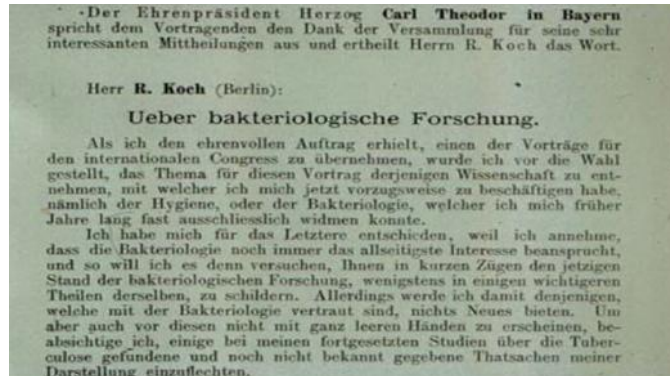 Der Ehrenpräsident Herzog Carl Theodor in Bayern
spricht dem Vortragenden den Dank der Versammlung für seine sehr
interessanten Mittheilungen aus und ertheilt Herrn R. Koch das Wort.
Herr R. Koch (Berlin):
Ueber bakteriologische Forschung.
Als ich den ehrenvollen Auftrag erhielt, einen der Vorträge für
den internationalen Congress zu übernehmen, wurde ich vor die Wahl
gestellt, das Thema für diesen Vortrag derjenigen Wissenschaft zu ent-
nehmen, mit welcher ich mich jetzt vorzugsweise zu beschäftigen habe,
nämlich der Hygiene, oder der Bakteriologie, welcher ich mich früher
Jahre lang fast ausschliesslich widmen konnte.
Ich habe mich für das Letztere entschieden, weil ich annehme,
dass die Bakteriologie noch immer das allseitigste Interesse beansprucht,
und so will ich es denn versuchen, Ihnen in kurzen Zügen den jetzigen
Stand der bakteriologischen Forschung, wenigstens in einigen wichtigeren
Theilen derselben, zu schildern. Allerdings werde ich damit denjenigen,
welche mit der Bakteriologie vertraut sind, nichts Neues bieten. Um
aber auch vor diesen nicht mit ganz leeren Händen zu erscheinen, be-
absichtige ich, einige bei meinen fortgesetzten Studien über die Tuber-
culose gefundene und noch nicht bekannt gegebene Thatsachen meiner
Darstellung einzuflechten.